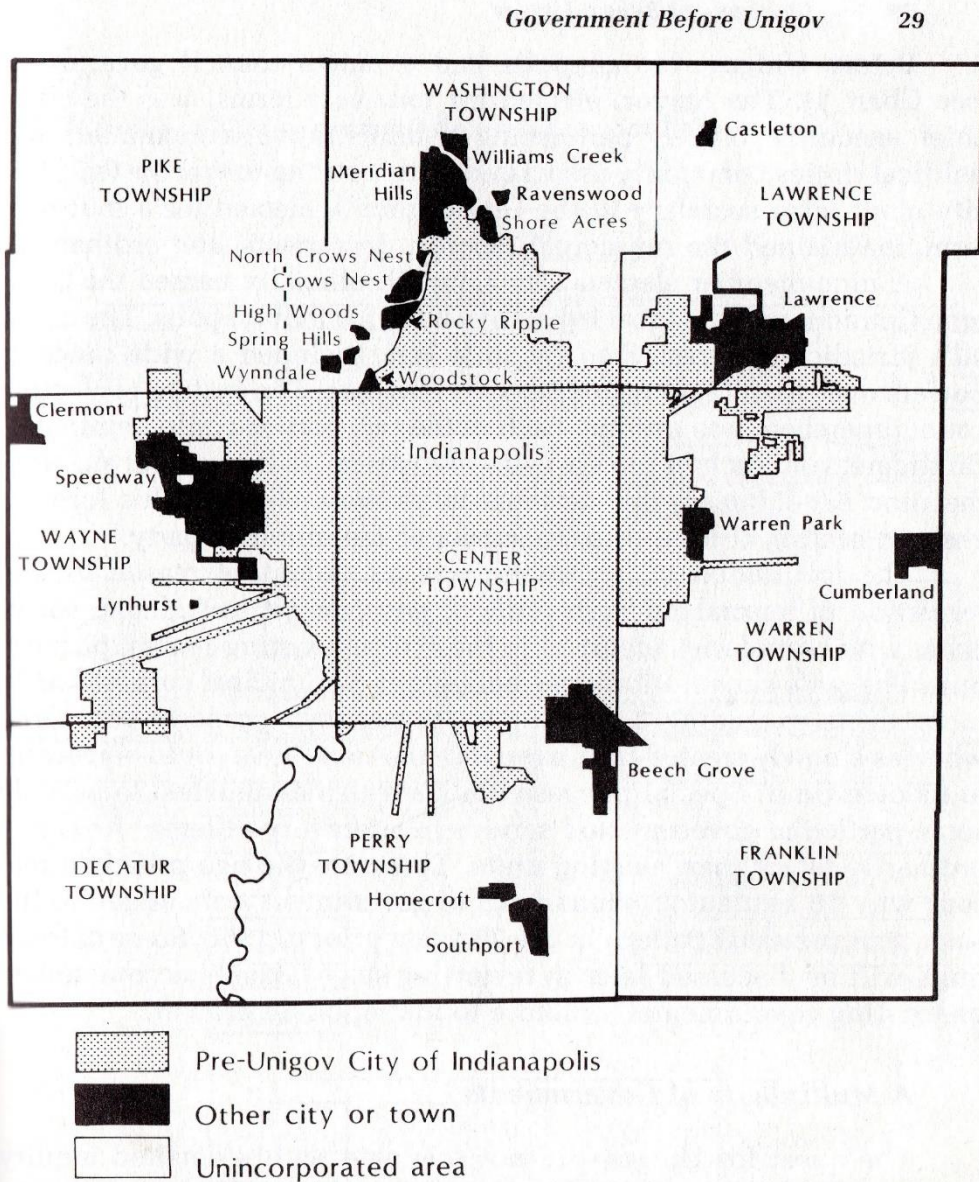 Government Before Unigov 29
WASHINGTON
TOWNSHIP
Castleton
PIKE
TOWNSHIP
Williams Creek
Meridian
Hills
Ravenswood
LAWRENCE
TOWNSHIP
Shore Acres
North Crows Nest
Crows Nest
High Woods
Lawrence
Rocky Ripple
Spring Hills
Wynndale
Woodstock
Clermont
Indianapolis
Speedway
Warren Park
WAYNE
TOWNSHIP
CENTER
TOWNSHIP
Cumberland
Lynhurst
WARREN
TOWNSHIP
Beech Grove
DECATUR
TOWNSHIP
PERRY
TOWNSHIP
FRANKLIN
TOWNSHIP
Homecroft
Southport
Pre-Unigov City of Indianapolis
Other city or town
Unincorporated area